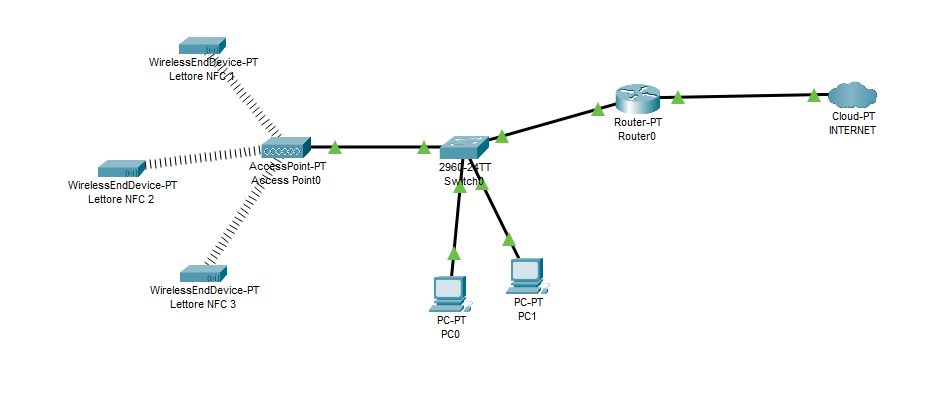 WirelessEndDevice-PT
Lettore NFC 1
WirelessEndDevice-PT
Lettore NFC 2
WirelessEndDevice-PT
Lettore NFC 3
AccessPoint-PT
Access Point0
2960-24TT
Switch0
PC-PT
PC0
PC-PT
PC1
Router-PT
Router0
Cloud-PT
INTERNET